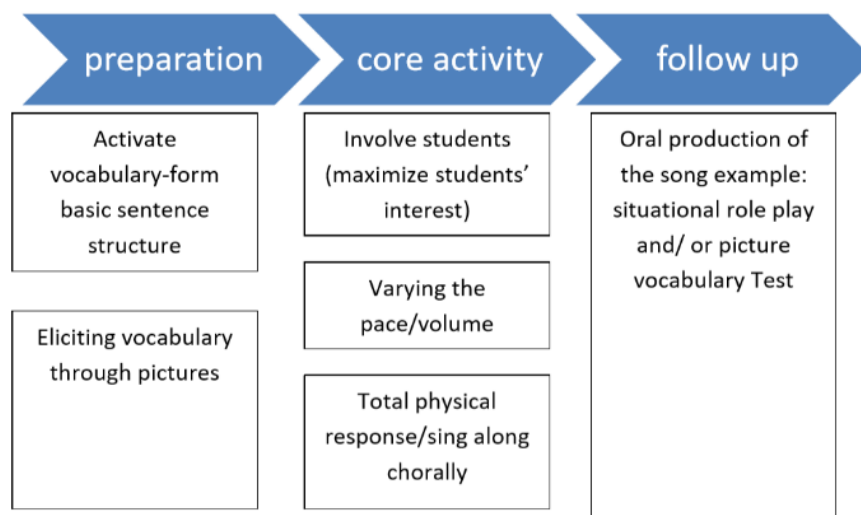 preparation
core activity
follow up
Activate
vocabulary-form
basic sentence
structure
Eliciting vocabulary
through pictures
Involve students
(maximize students’
interest)
Varying the
pace/volume
Total physical
response/sing along
chorally
Oral production of
the song example:
situational role play
and/ or picture
vocabulary Test